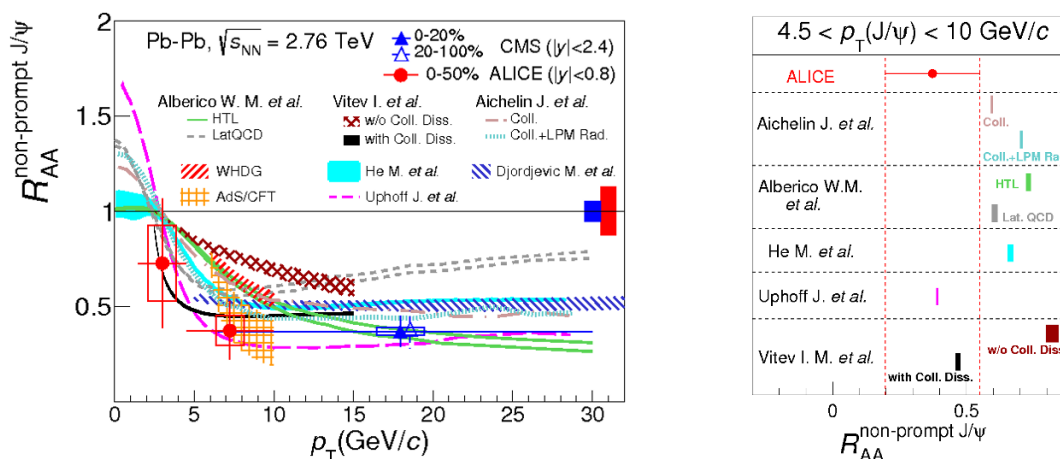 2
Pb-Pb, √sNN = 2.76 TeV
0-20%
20-100%
CMS (|y|<2.4)
0-50%
ALICE (|y|<0.8)
1.5
Alberico W. M. et al.
HTL
LatQCD
Vitev I. et al.
w/o Coll. Diss.
with Coll. Diss.
Aichelin J. et al.
Coll.
Coll.+LPM Rad.
WHDG
He M. et al.
Djordjevic M. et al.
AdS/CFT
Uphoff J. et al.
1
0.5
0 5 10 15 20 25 30
pT(GeV/c)
RAA non-prompt J/ψ
4.5 < pT(J/ψ) < 10 GeV/c
ALICE
Aichelin J. et al.
Coll.
Coll.+LPM Rad
Alberico W.M.
et al.
HTL
Lat. QCD
He M. et al.
Uphoff J. et al.
Vitev I. M. et al.
w/o Coll. Diss
with Coll. Diss.
0 0.5
RAA non-prompt J/ψ